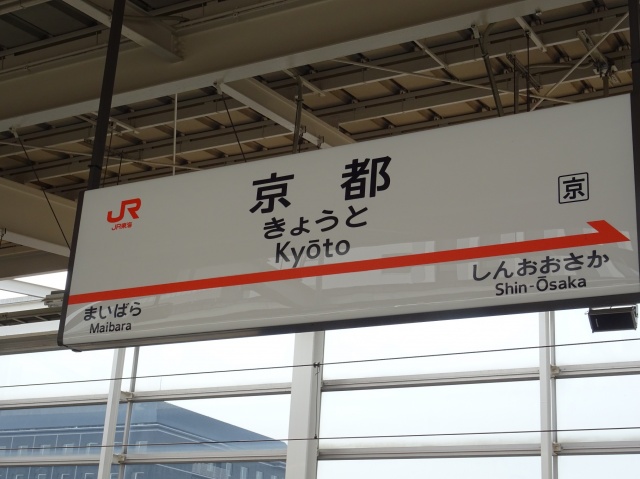 JR
JR東海
京都
京
きょうと
Kyōto
まいばら
Maibara
しんおおさか
Shin-Ōsaka